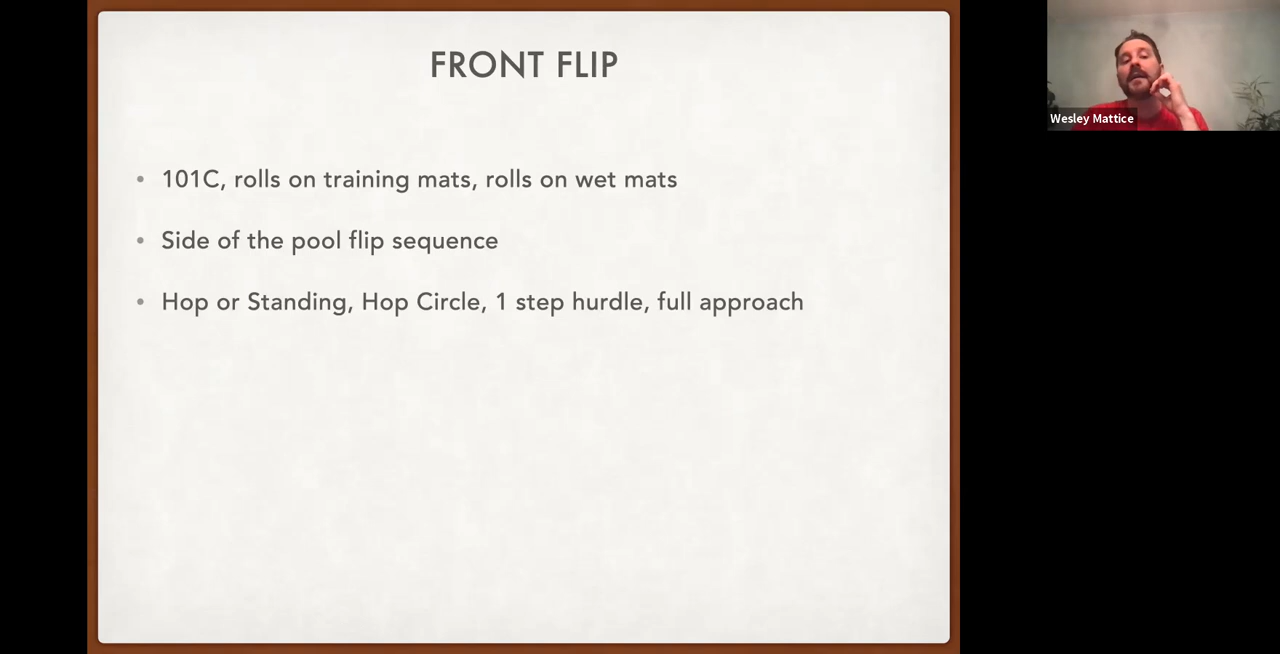 FRONT FLIP
• 101C, rolls on training mats, rolls on wet mats
• Side of the pool flip sequence
• Hop or Standing, Hop Circle, 1 step hurdle, full approach
Wesley Mattice